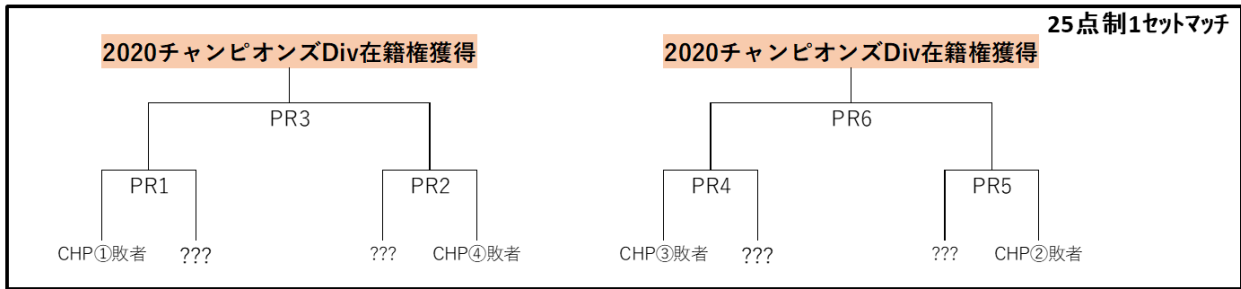 25点制1セットマッチ
2020チャンピオンズDiv在籍権獲得 2020チャンピオンズDiv在籍権獲得
PR3 PR6
PR1 PR2 PR4 PR5
CHP①敗者 ??? ??? CHP④敗者 CHP③敗者 ??? ??? CHP②敗者